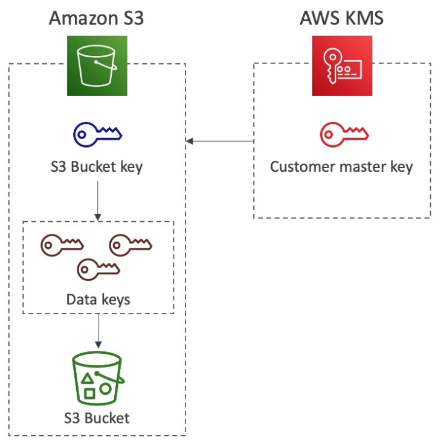 Amazon S3
AWS KMS
S3 Bucket key
Customer master key
Data keys
S3 Bucket